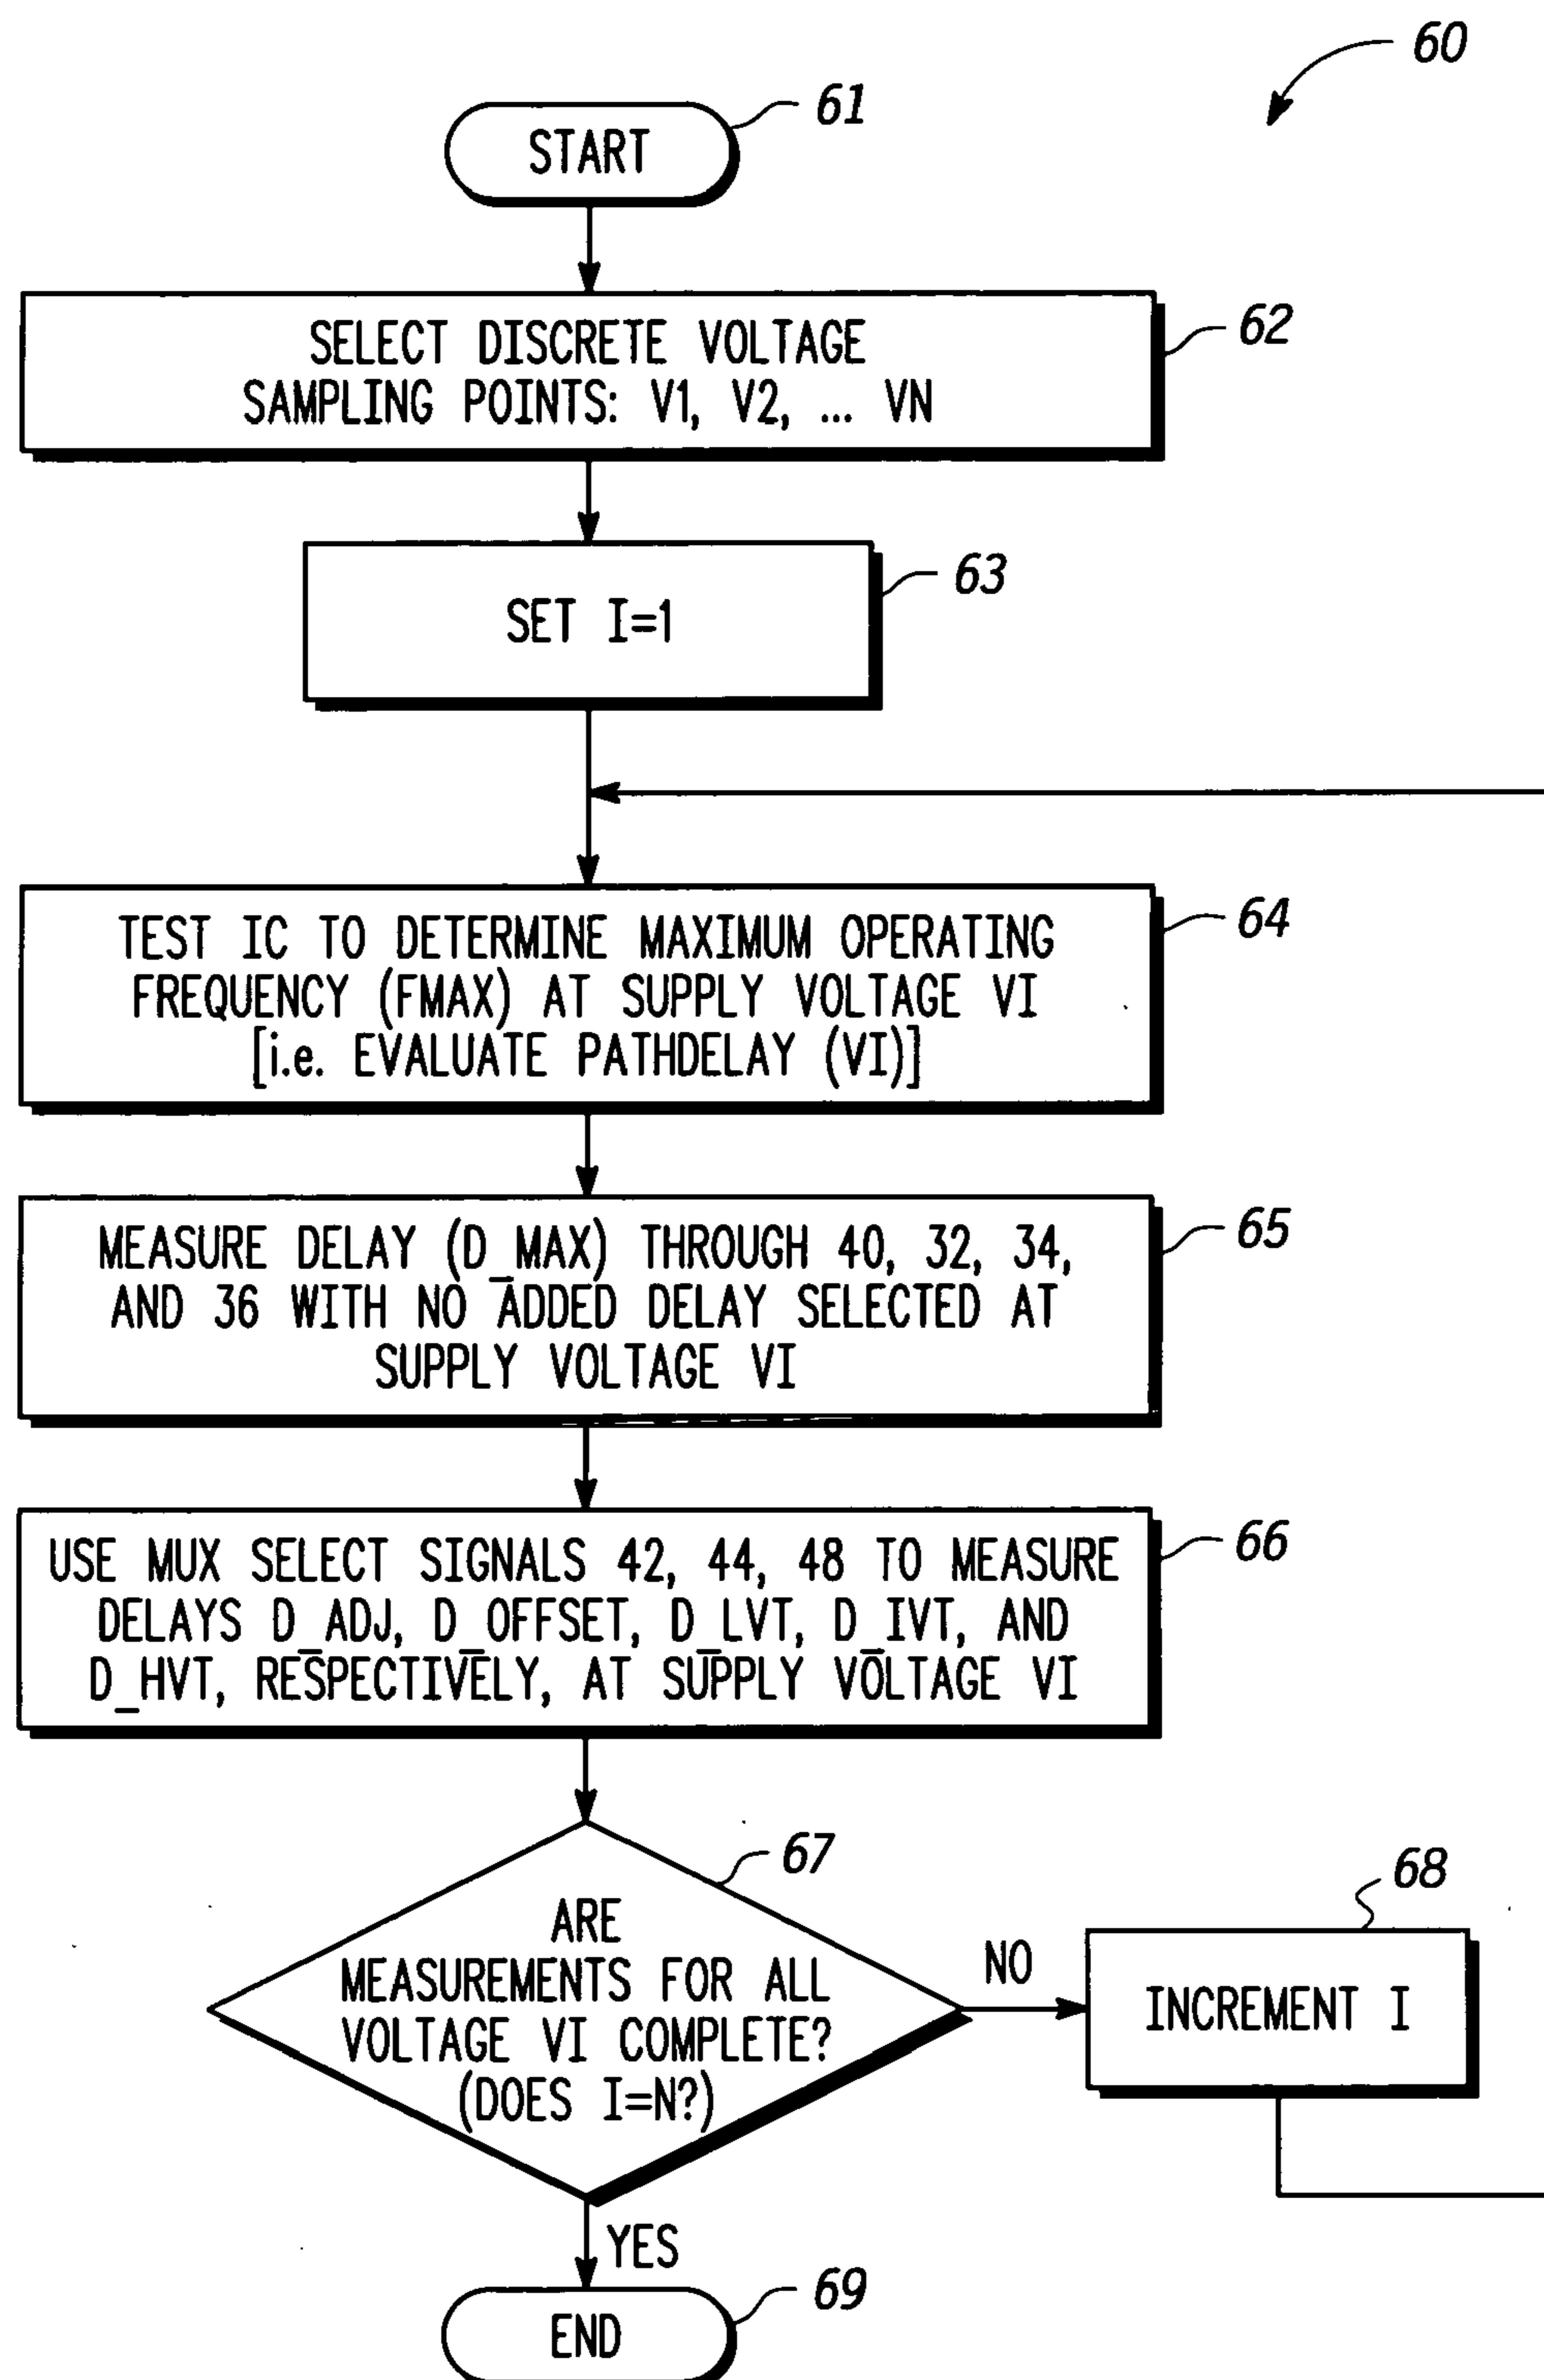 60
START
61
SELECT DISCRETE VOLTAGE
SAMPLING POINTS: V1, V2, ... VN
62
SET I=1
63
TEST IC TO DETERMINE MAXIMUM OPERATING
FREQUENCY (FMAX) AT SUPPLY VOLTAGE VI
[i.e. EVALUATE PATHDELAY (VI)]
64
MEASURE DELAY (D_MAX) THROUGH 40, 32, 34,
AND 36 WITH NO ADDED DELAY SELECTED AT
SUPPLY VOLTAGE VI
65
USE MUX SELECT SIGNALS 42, 44, 48 TO MEASURE
DELAYS D_ADJ, D_OFFSET, D_LVT, D_IVT, AND
D_HVT, RESPECTIVELY, AT SUPPLY VOLTAGE VI
66
67
ARE
MEASUREMENTS FOR ALL
VOLTAGE VI COMPLETE?
(DOES I=N?)
NO
68
INCREMENT I
YES
END
69